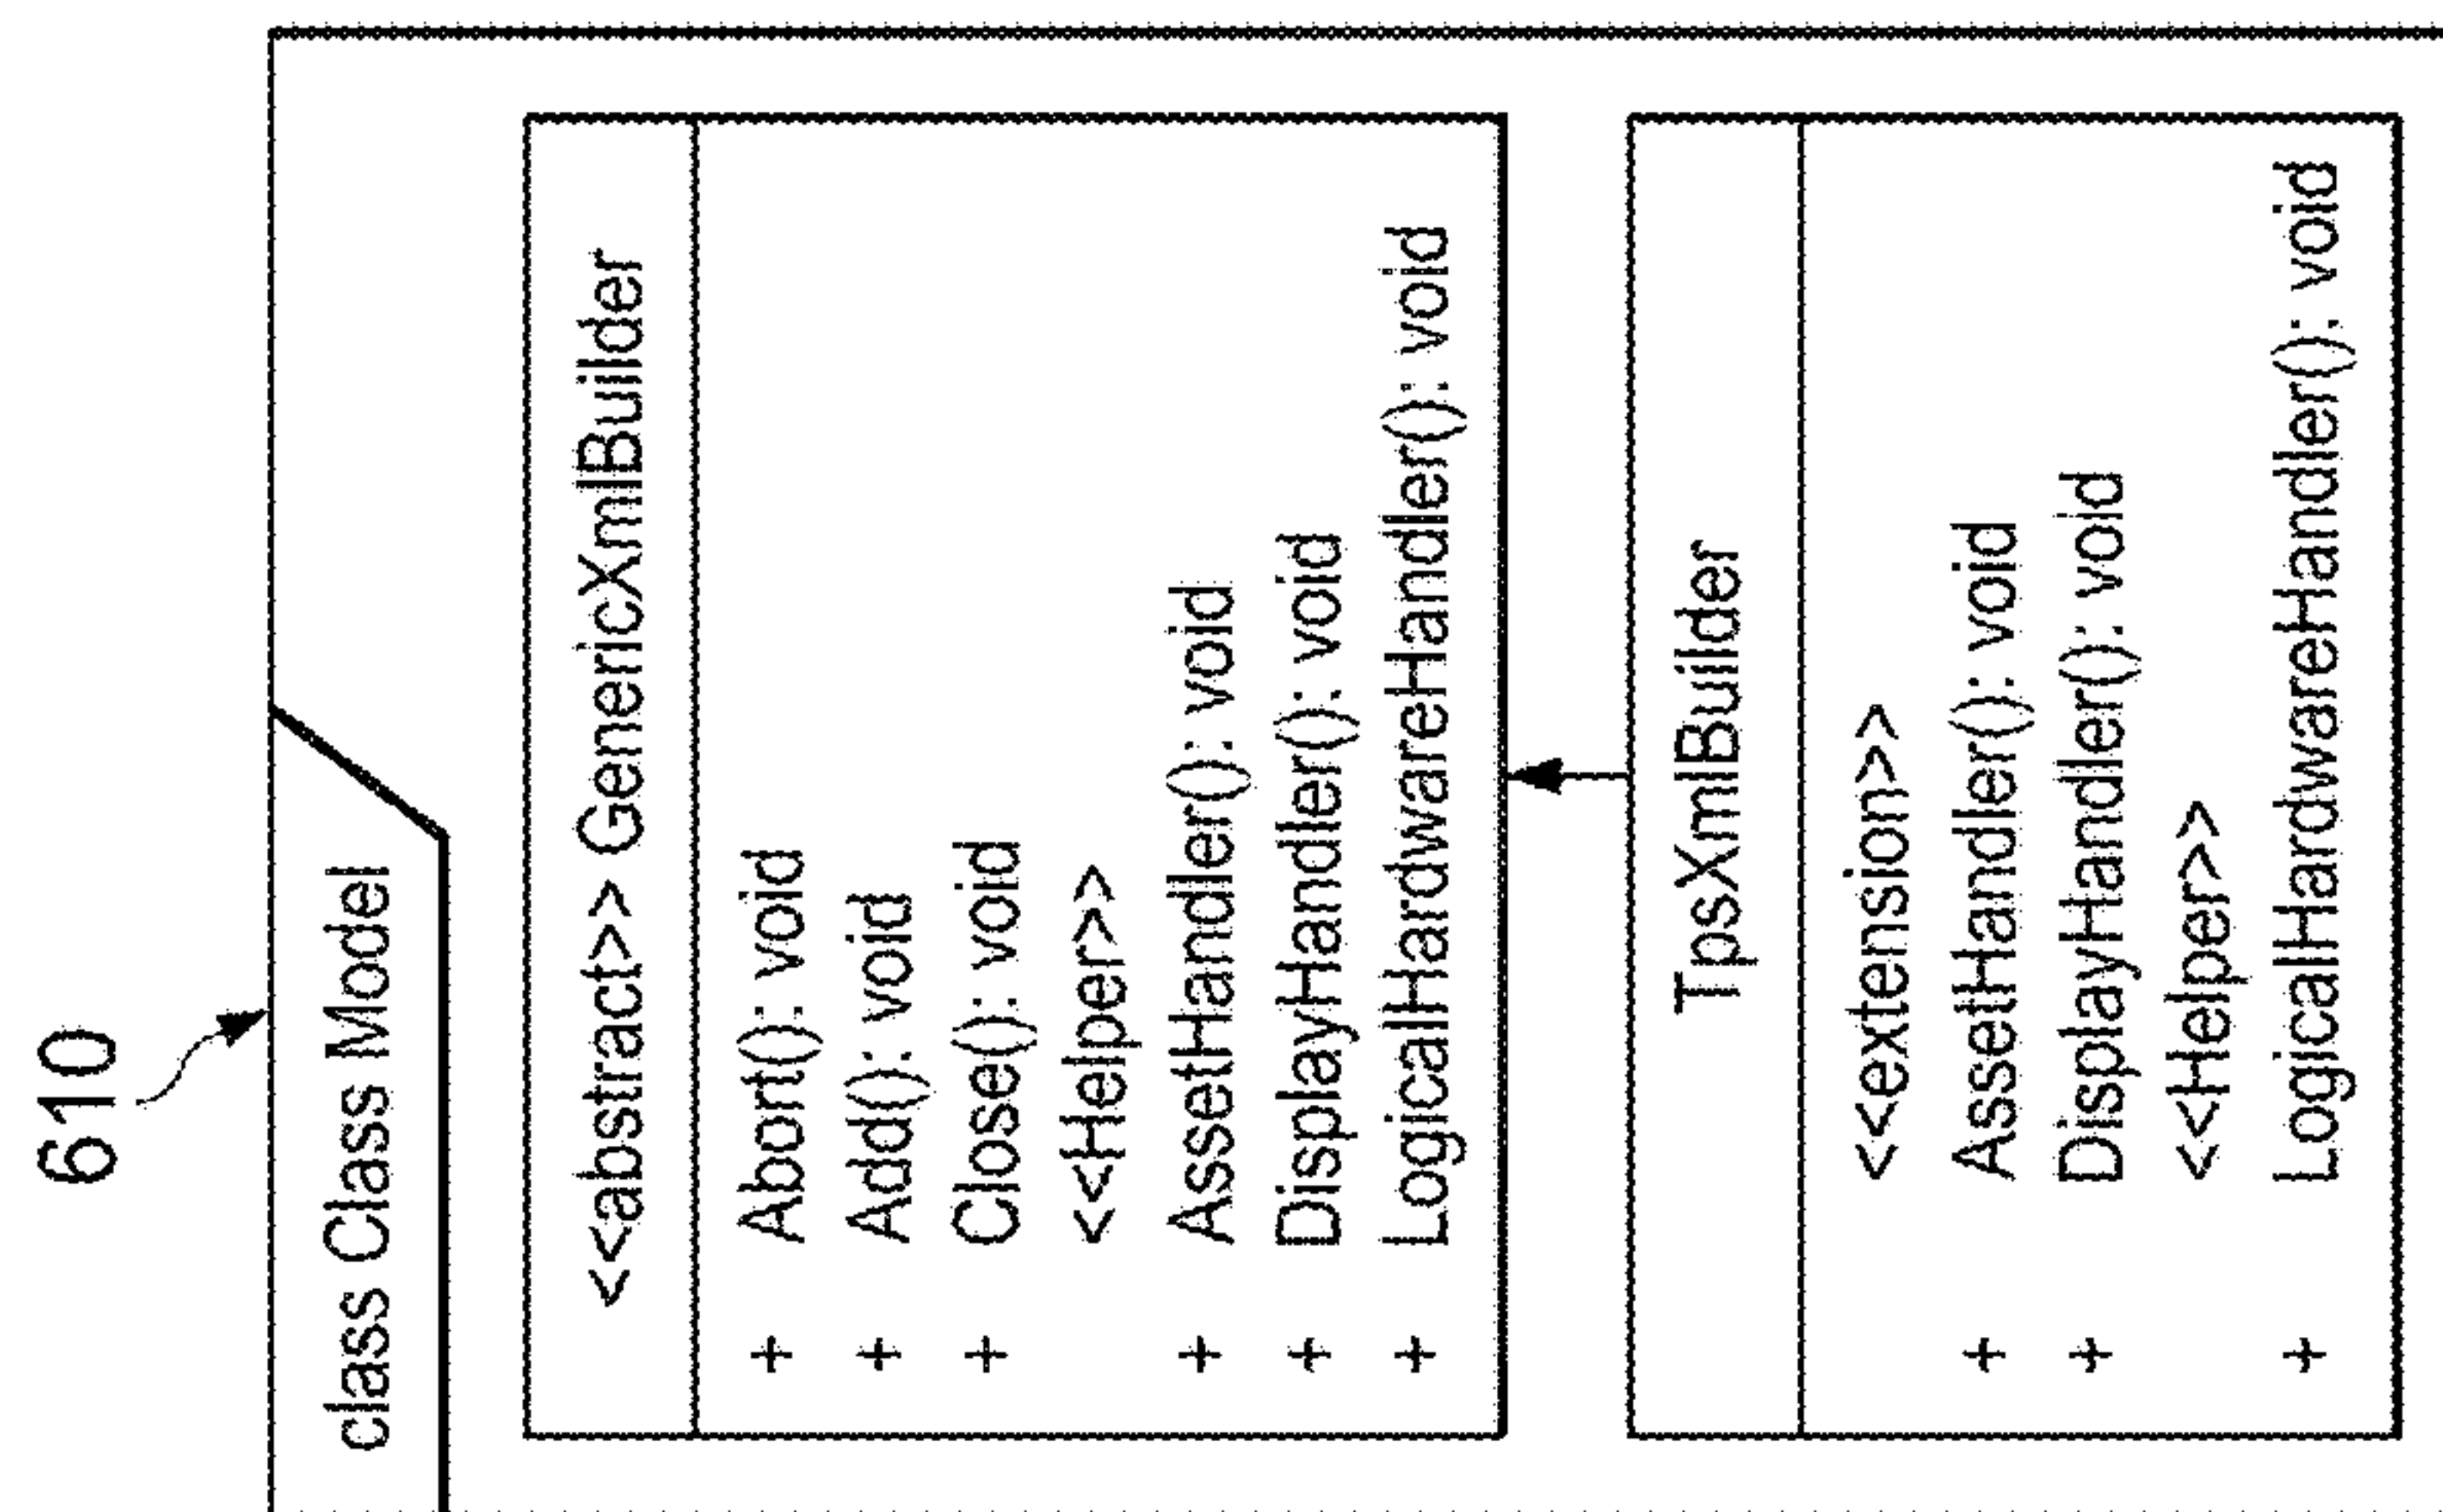 610
class Class Model
<<abstract>> GenericXmlBuilder
+ Abort(): void
+ Add(): void
+ Close(): void
<<Helper>>
+ AssetHandler(): void
+ DisplayHandler(): void
+ LogicalHardwareHandler(): void
TpsXmlBuilder
<<extension>>
+ AssetHandler(): void
+ DisplayHandler(): void
<<Helper>>
+ LogicalHardwareHandler(): void